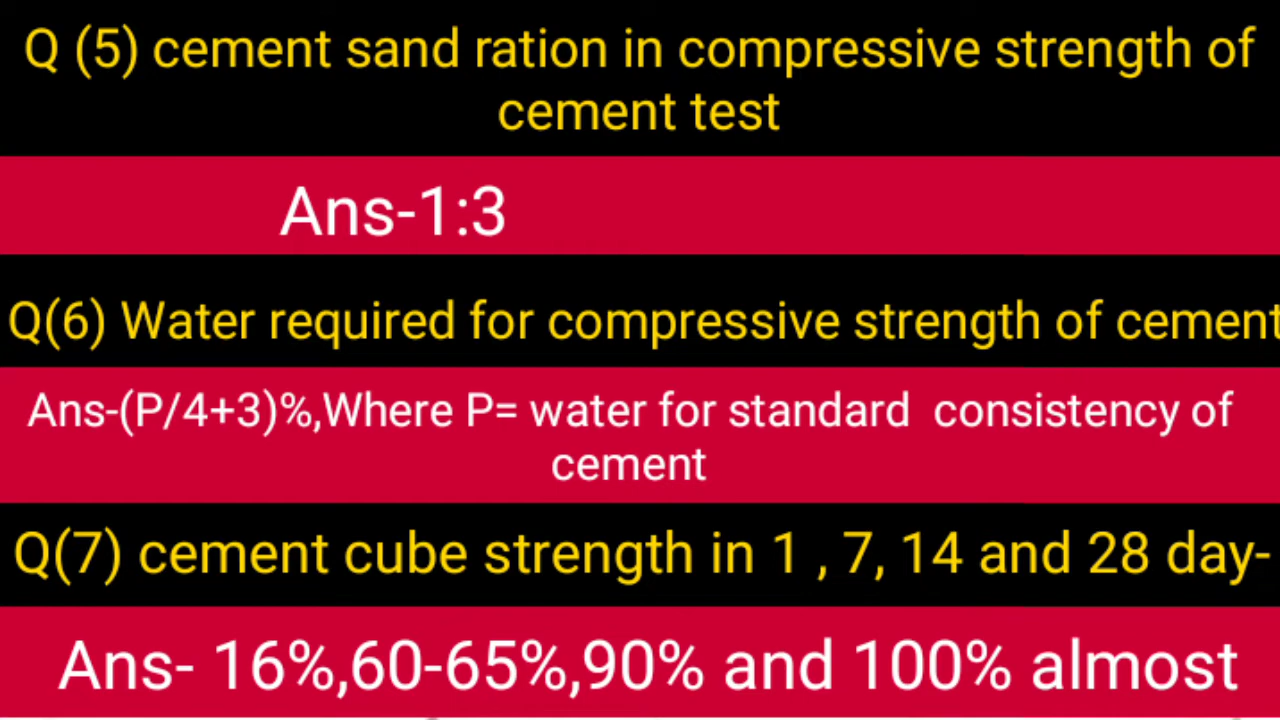 Q (5) cement sand ration in compressive strength of
cement test
Ans-1:3
Q(6) Water required for compressive strength of cement
Ans-(P/4+3)%,Where P= water for standard consistency of
cement
Q(7) cement cube strength in 1 , 7, 14 and 28 day-
Ans- 16%,60-65%,90% and 100% almost